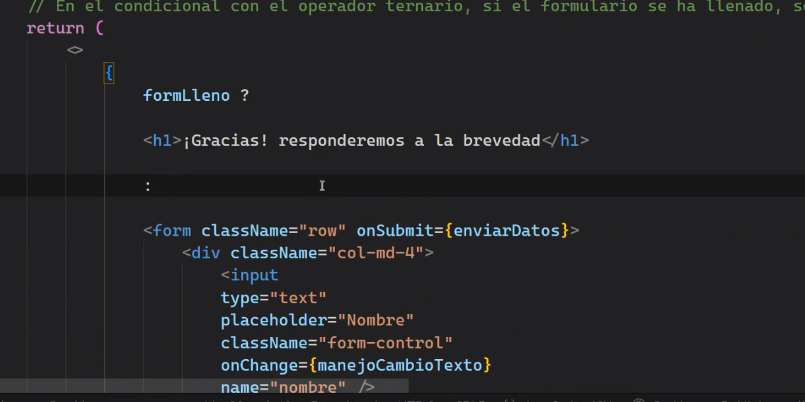 // En el condicional con el operador ternario, si el formulario se ha llenado,
return (
<>
{
formLleno ?
<h1>¡Gracias! responderemos a la brevedad</h1>
:
<form className="row" onSubmit={enviarDatos}>
<div className="col-md-4">
<input
type="text"
placeholder="Nombre"
className="form-control"
onChange={manejoCambioTexto}
name="nombre" />